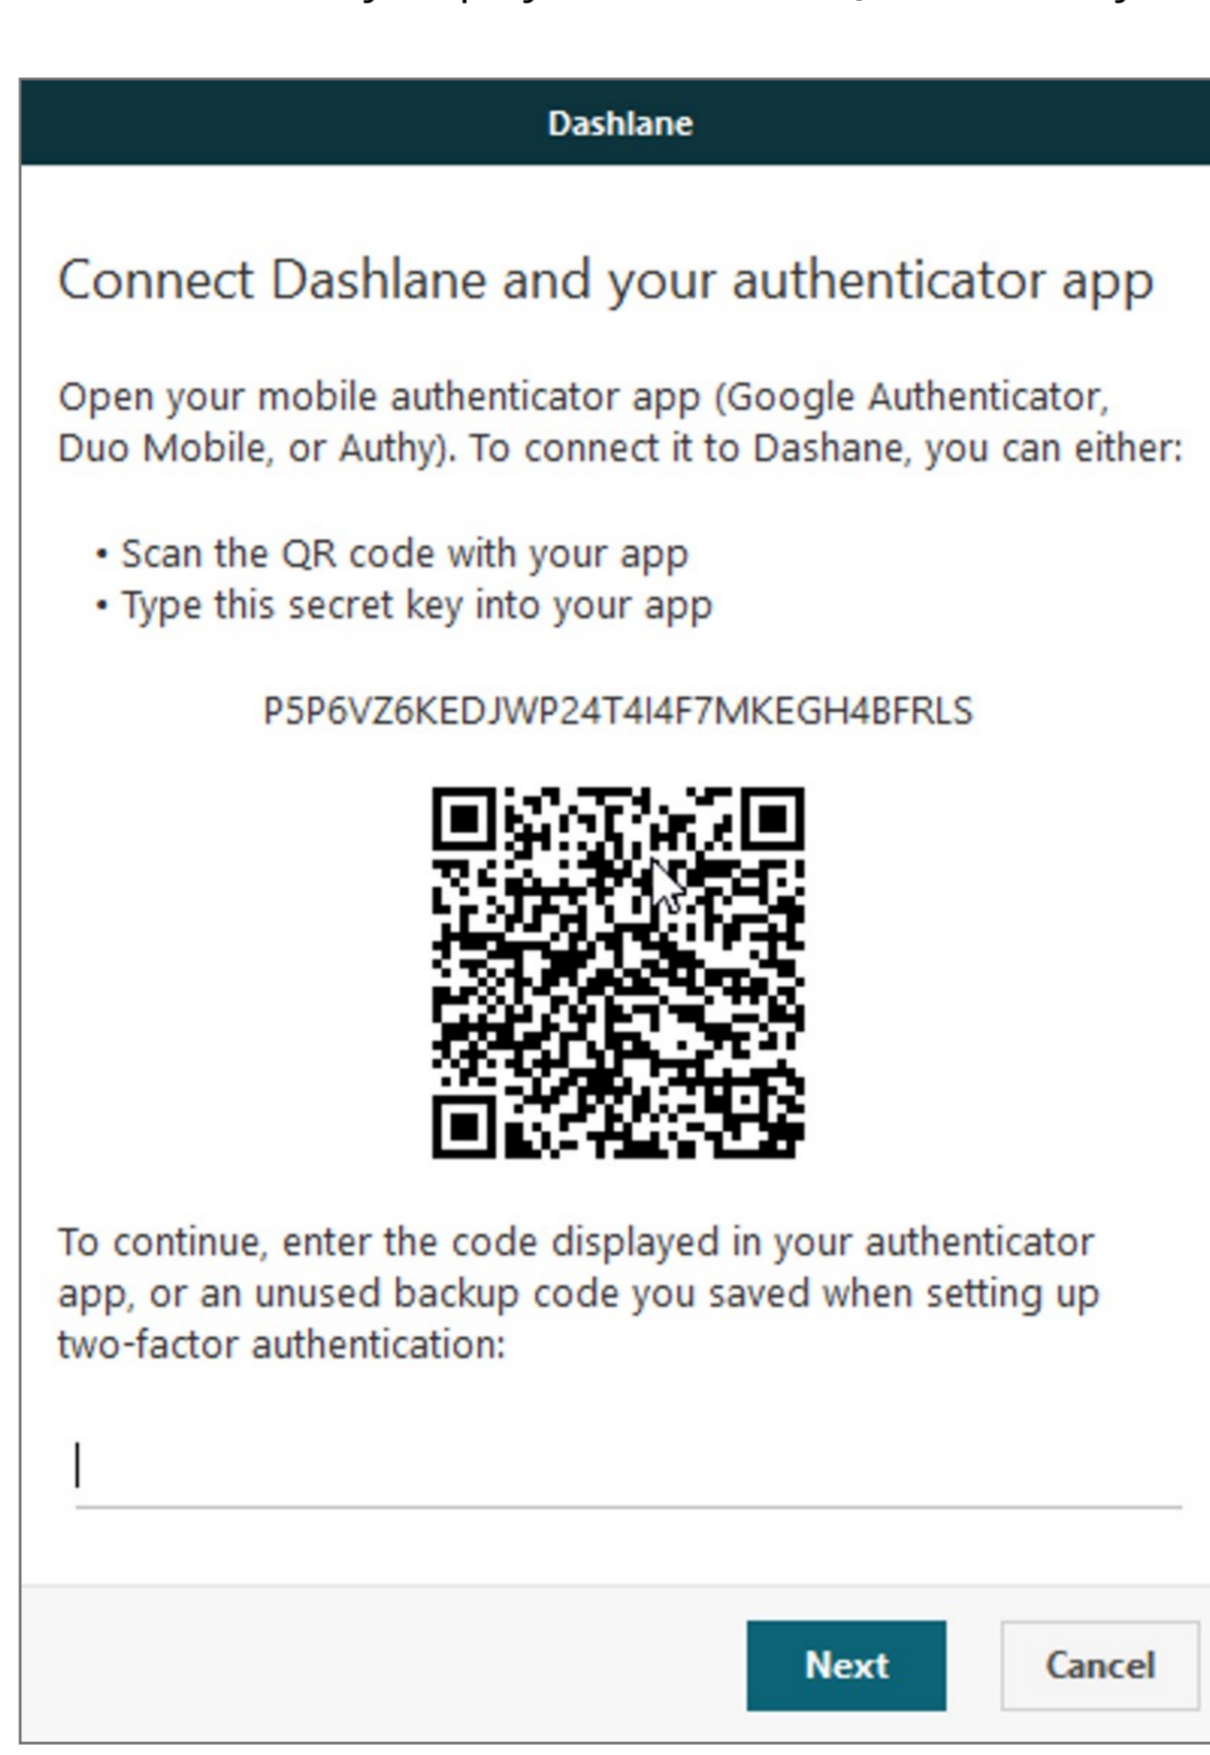 Dashlane
Connect Dashlane and your authenticator app
Open your mobile authenticator app (Google Authenticator,
Duo Mobile, or Authy). To connect it to Dashane, you can either:
• Scan the QR code with your app
• Type this secret key into your app
P5P6VZ6KEDJWP24T4I4F7MKEGH4BFRLS
To continue, enter the code displayed in your authenticator
app, or an unused backup code you saved when setting up
two-factor authentication:
Next
Cancel